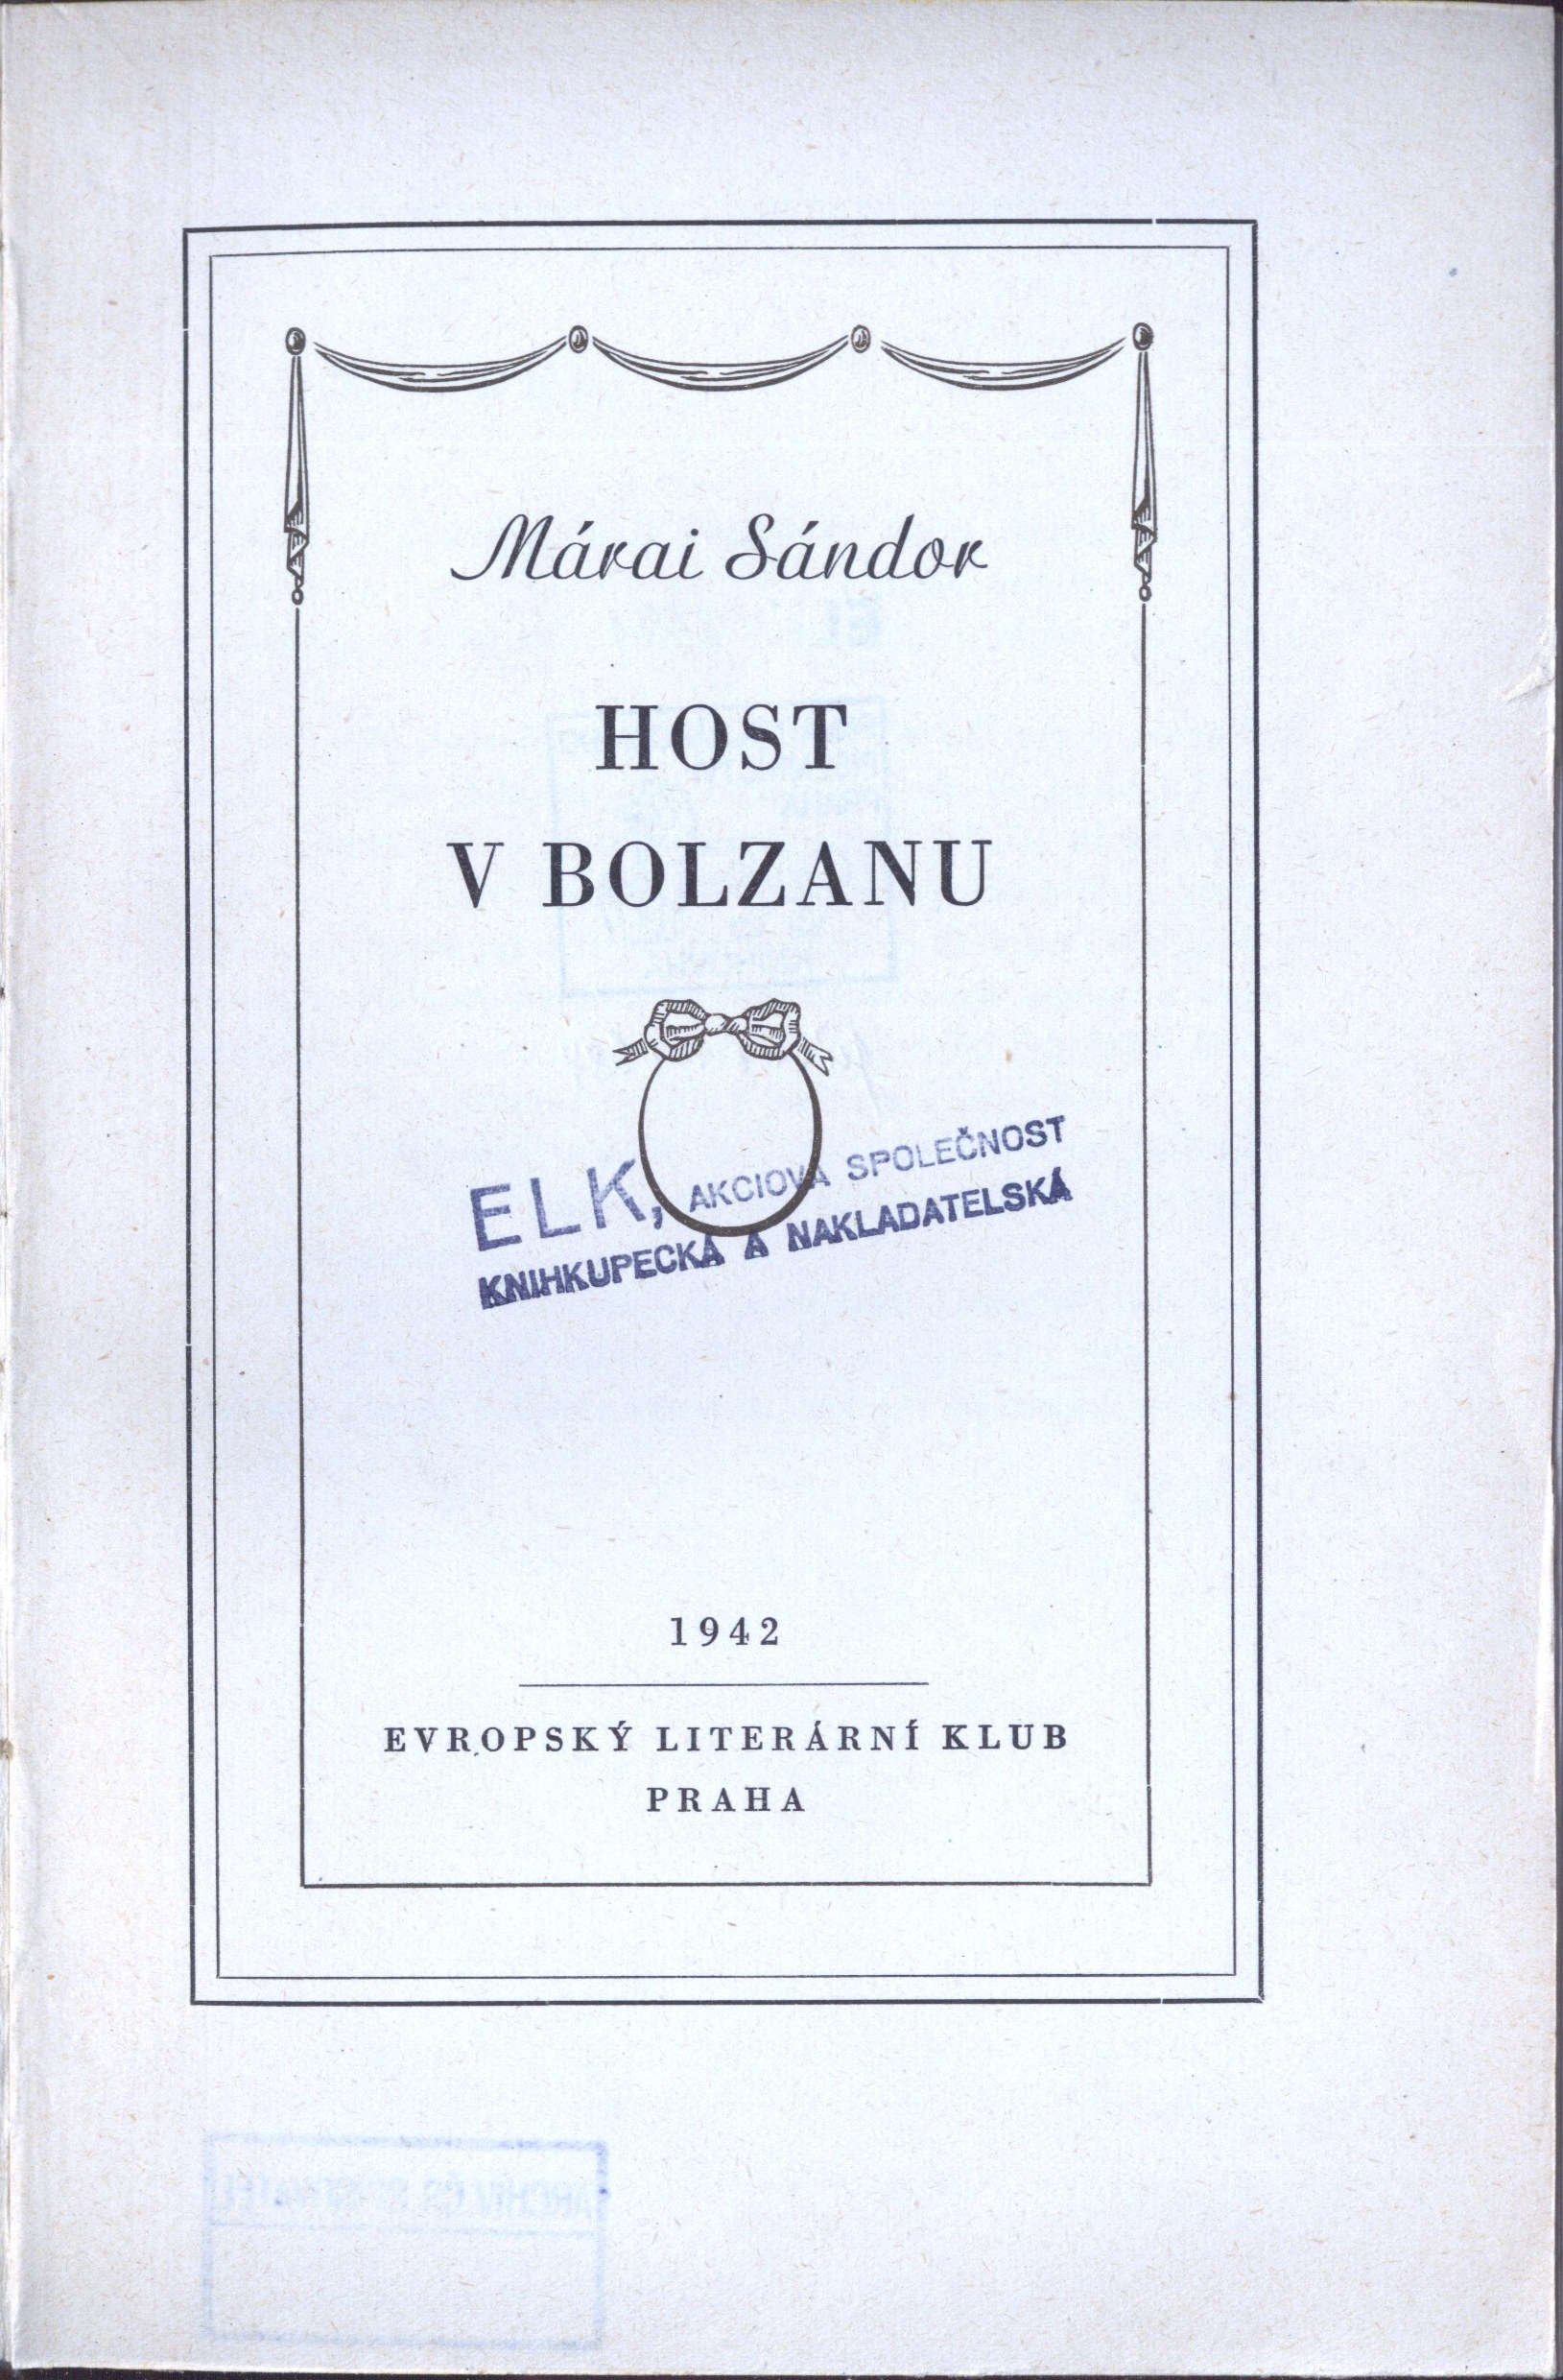 Márai Sándor
HOST
V BOLZANU
ELK, AKCIOVÁ SPOLEČNOST
KNIHKUPECKÁ A NAKLADATELSKÁ
1942
EVROPSKÝ LITERÁRNÍ KLUB
PRAHA